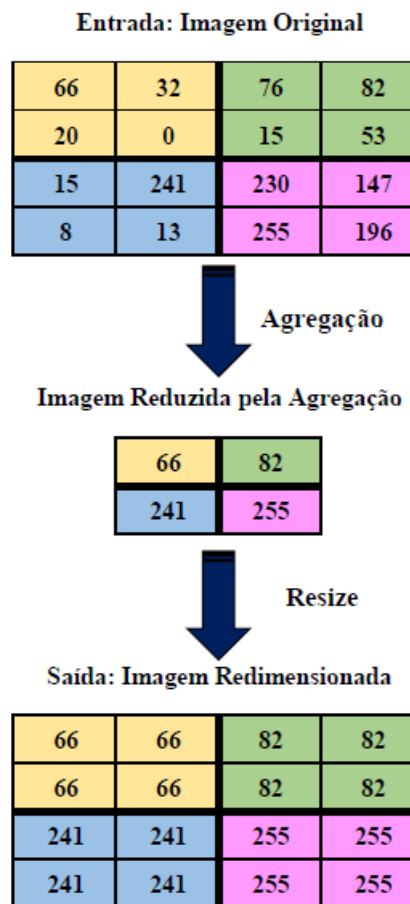 Entrada: Imagem Original
66 32 76 82
20 0 15 53
15 241 230 147
8 13 255 196
Agregação
Imagem Reduzida pela Agregação
66 82
241 255
Resize
Saída: Imagem Redimensionada
66 66 82 82
66 66 82 82
241 241 255 255
241 241 255 255